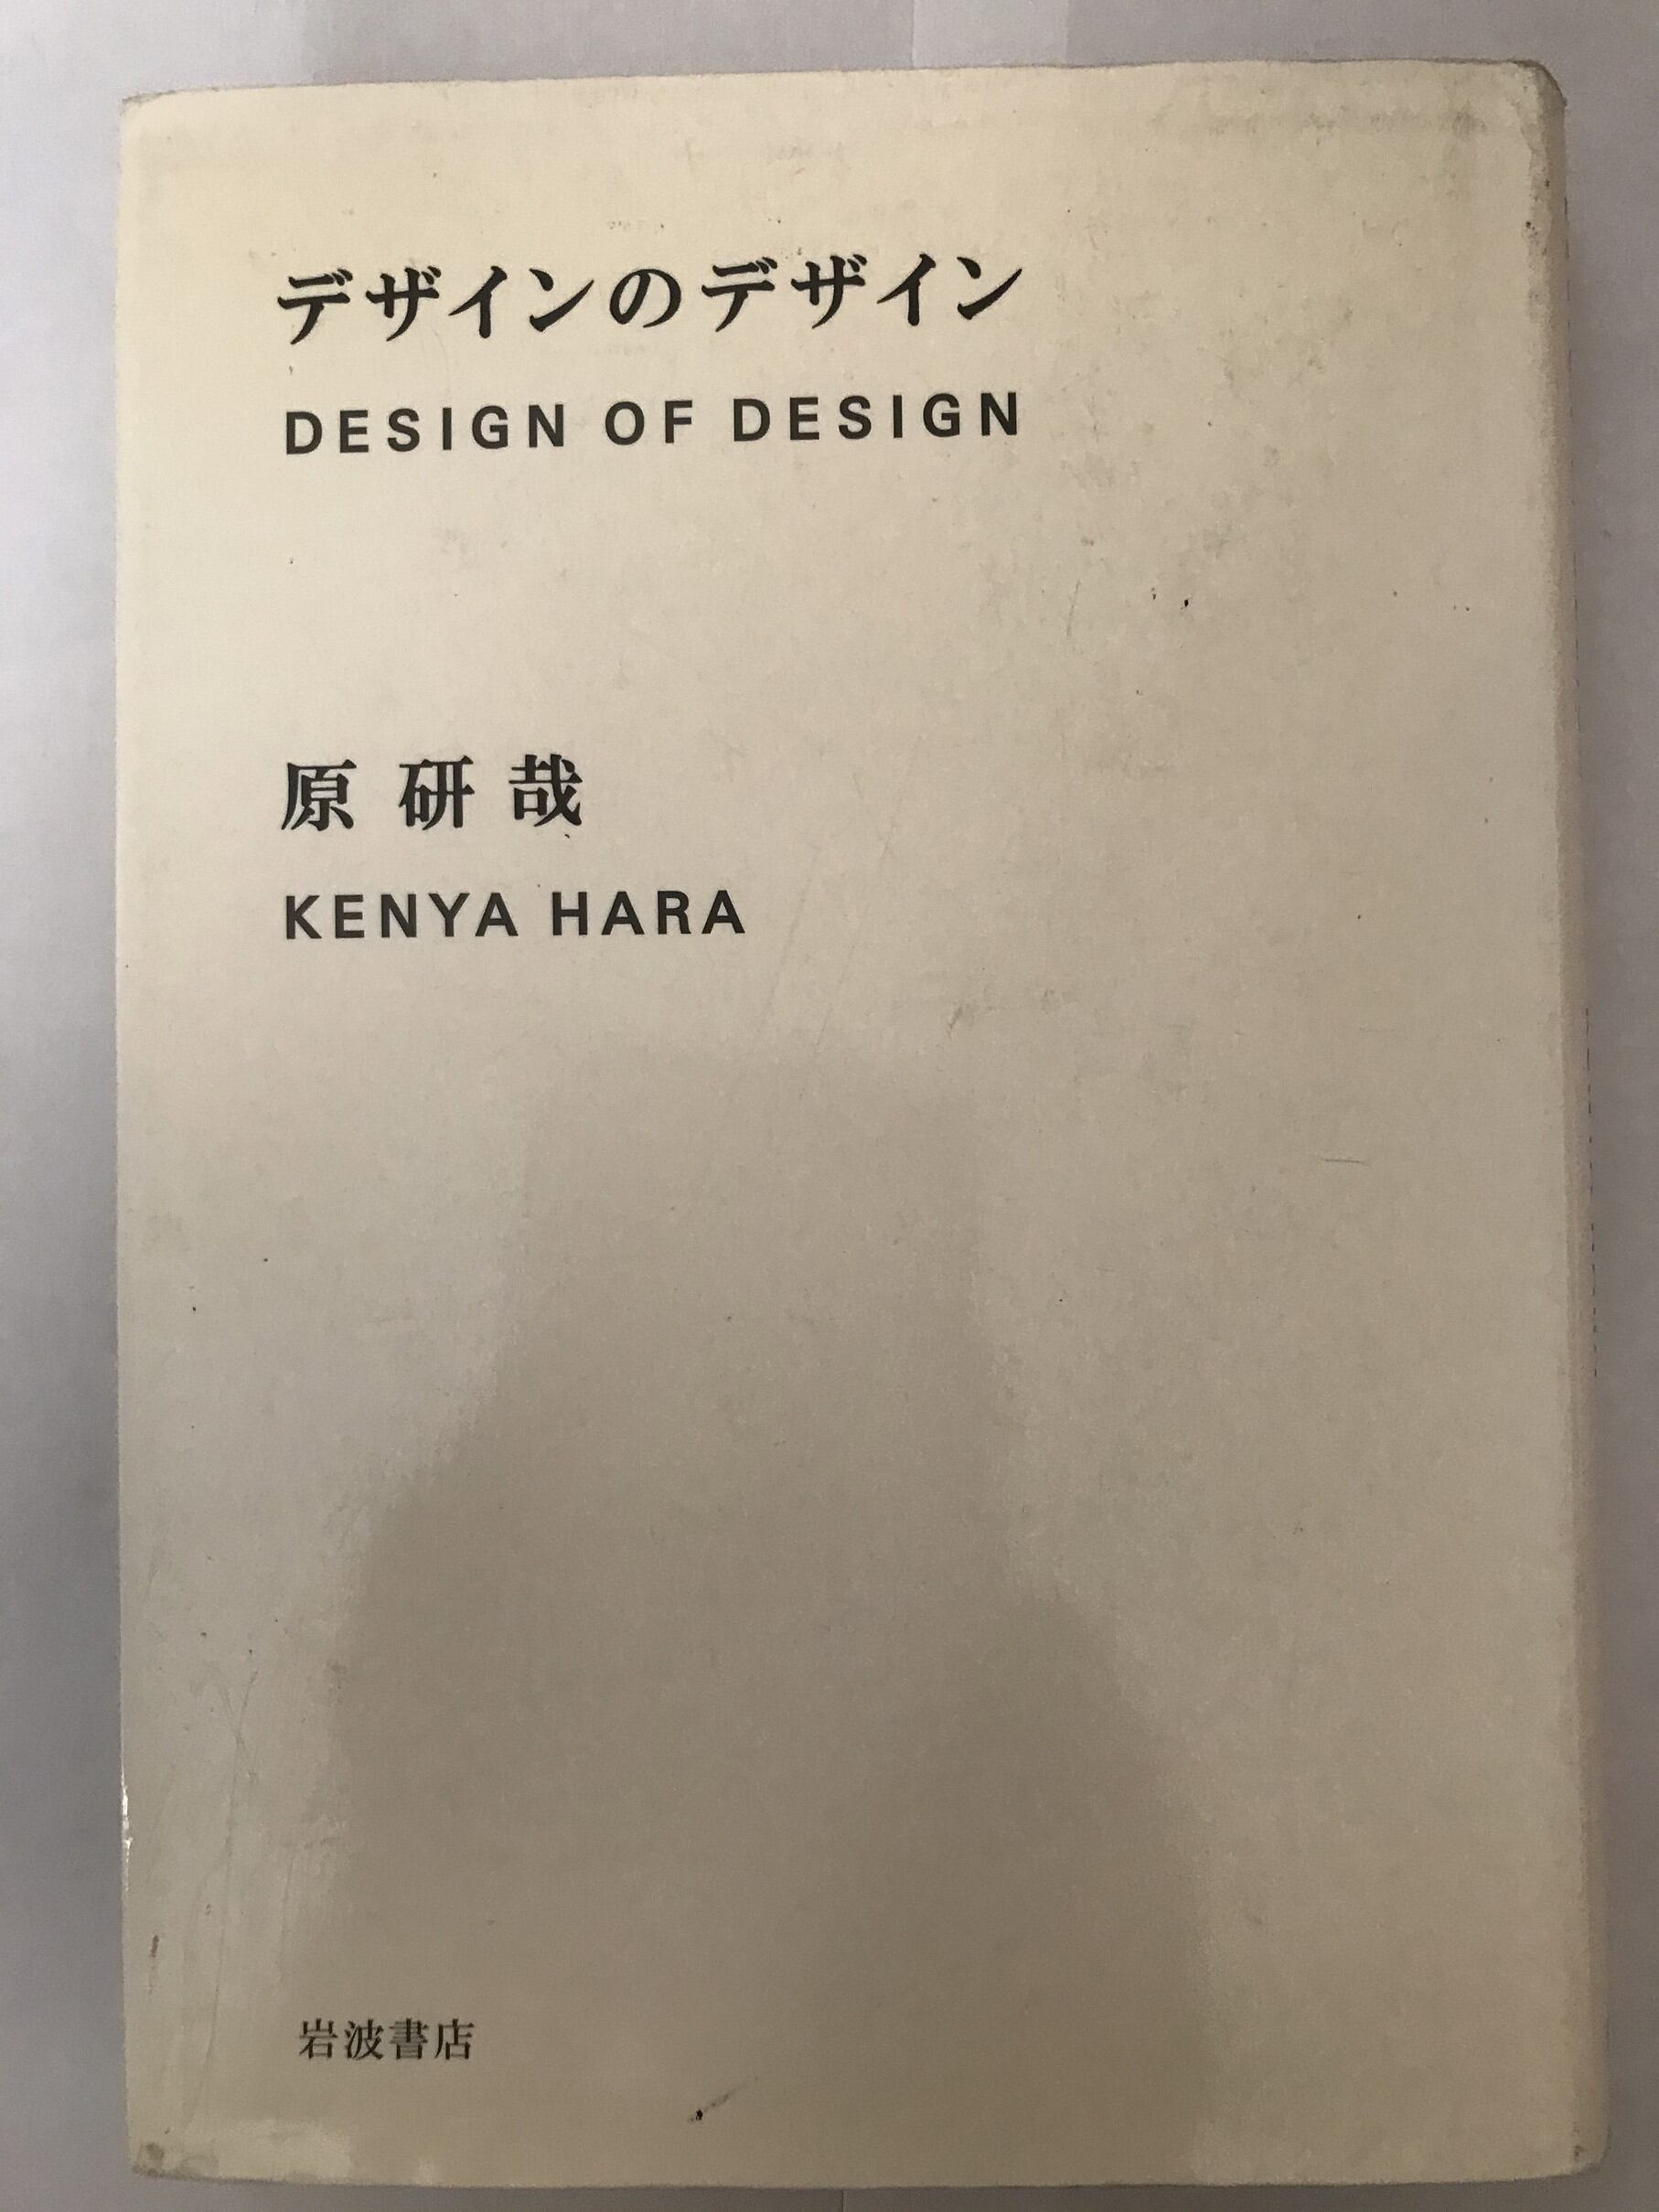 デザインのデザイン
DESIGN OF DESIGN
原 研 哉
KENYA HARA
岩波書店